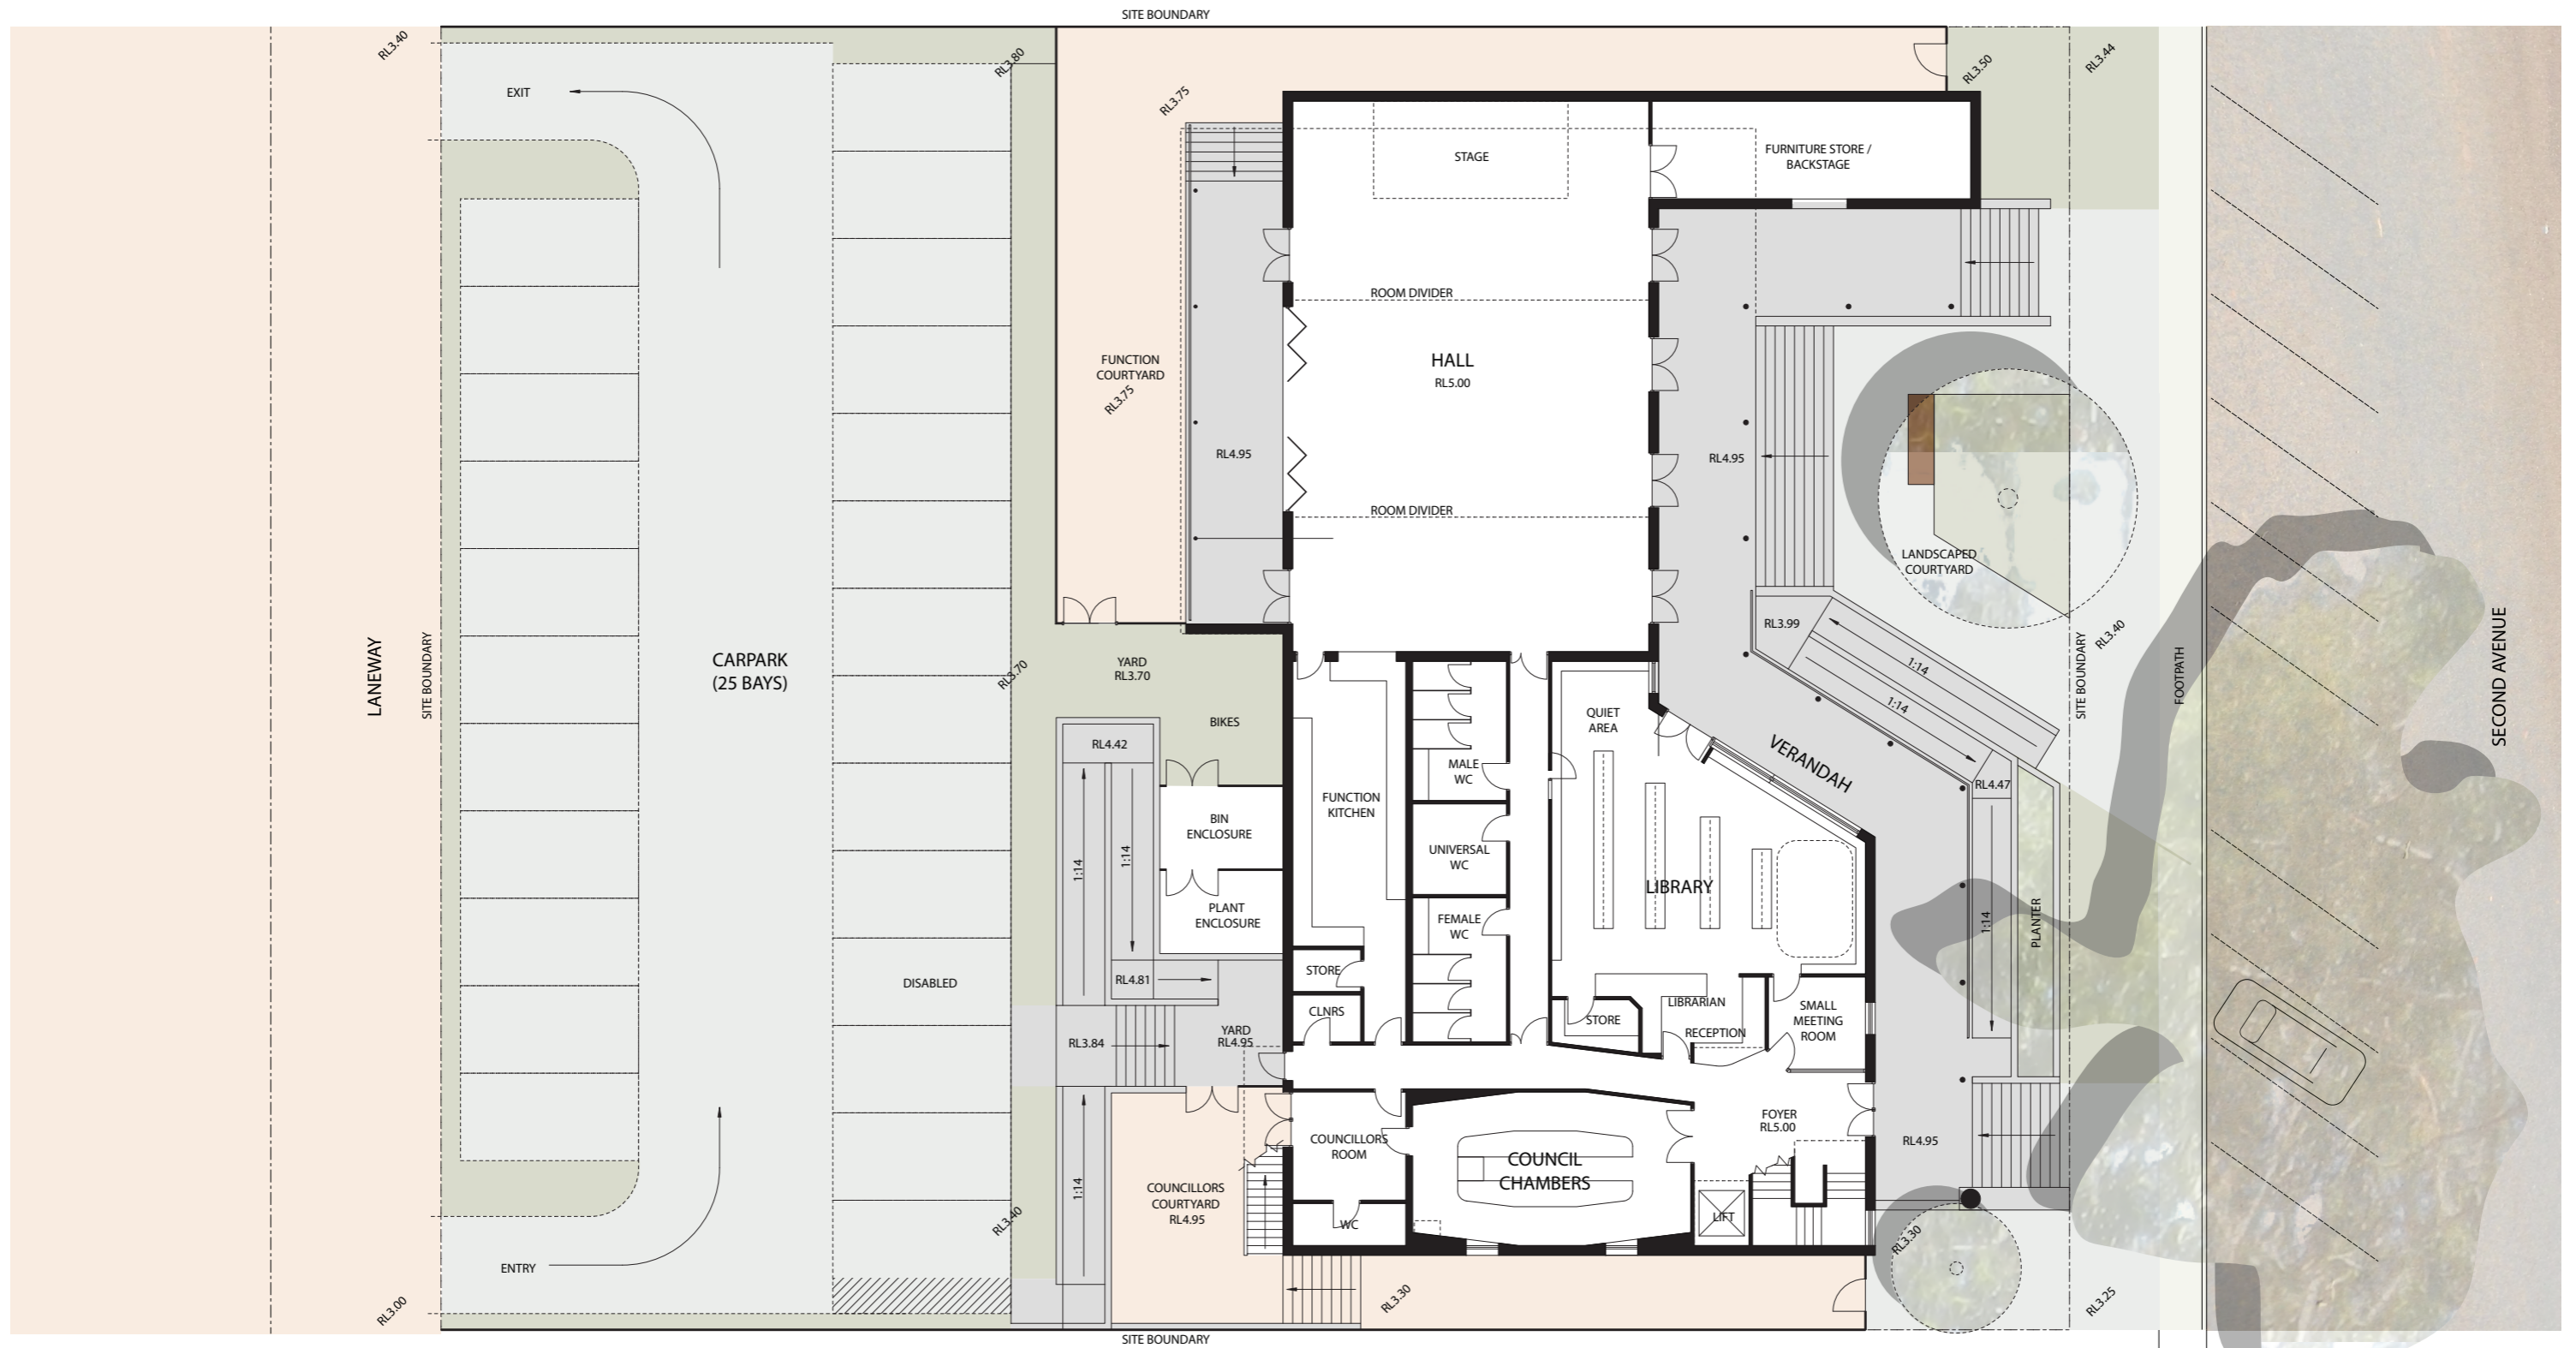 SITE BOUNDARY
RL3.40
RL3.80
RL3.75
RL3.50
RL3.44
EXIT
STAGE
FURNITURE STORE /
BACKSTAGE
ROOM DIVIDER
FUNCTION
COURTYARD
RL3.75
HALL
RL5.00
RL4.95
RL4.95
ROOM DIVIDER
LANDSCAPED
COURTYARD
RL3.99
RL3.40
LANEWAY
SITE BOUNDARY
CARPARK
(25 BAYS)
RL3.70
YARD
RL3.70
BIKES
1:14
1:14
SITE BOUNDARY
FOOTPATH
SECOND AVENUE
QUIET
AREA
VERANDAH
RL4.42
MALE
WC
RL4.47
FUNCTION
KITCHEN
BIN
ENCLOSURE
1:14
1:14
UNIVERSAL
WC
LIBRARY
PLANT
ENCLOSURE
FEMALE
WC
1:14
PLANTER
STORE
RL4.81
DISABLED
CLNRS
STORE
LIBRARIAN
RECEPTION
SMALL
MEETING
ROOM
RL3.84
YARD
RL4.95
COUNCILLORS
ROOM
COUNCIL
CHAMBERS
FOYER
RL5.00
RL4.95
1:14
COUNCILLORS
COURTYARD
RL4.95
WC
LIFT
RL3.40
RL3.30
ENTRY
RL3.00
RL3.30
RL3.25
SITE BOUNDARY